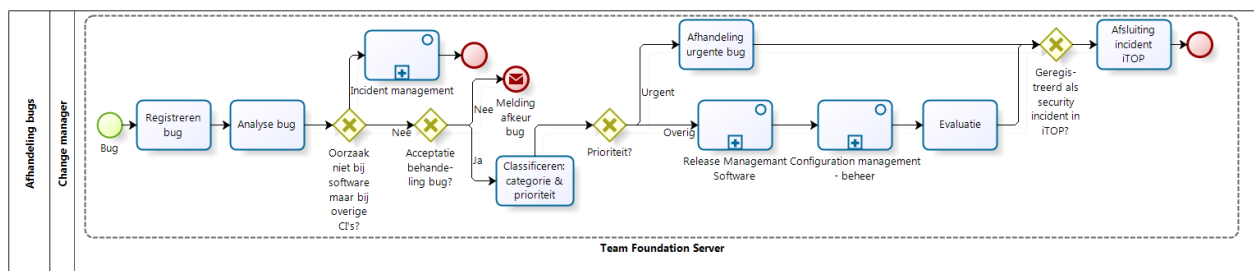 Afhandeling bugs
Change manager
Bug
Registreren
bug
Analyse bug
Oorzaak
niet bij
software
maar bij
overige
CI's?
Incident management
Nee
Acceptatie
behande-
ling bug?
Nee
Melding
afkeur
bug
Ja
Classificeren:
categorie &
prioriteit
Prioriteit?
Urgent
Afhandeling
urgente bug
Overig
Release Managemant
Software
Configuration management
- beheer
Evaluatie
Geregis-
treerd als
security
incident in
iTOP?
Afsluiting
incident
iTOP
Team Foundation Server